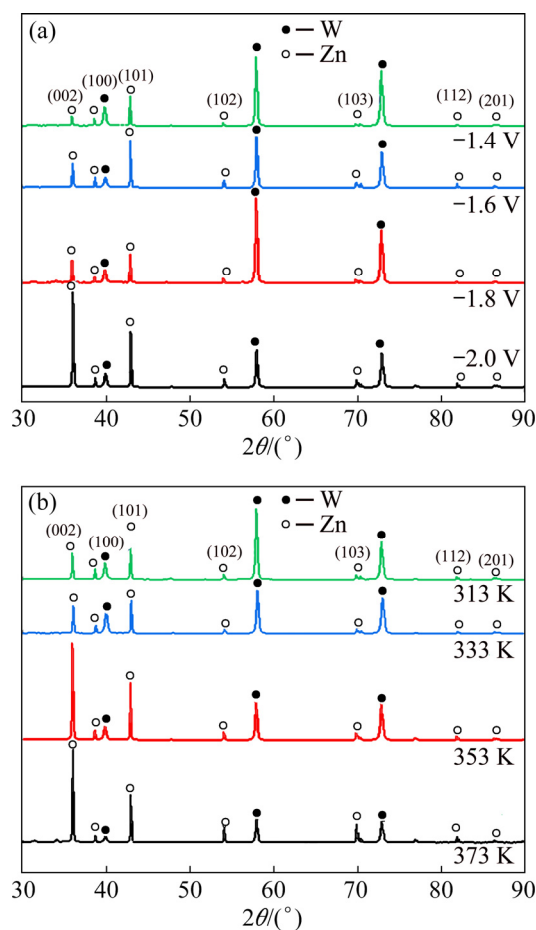 (a)
● — W
○ — Zn
(002)
(100)
(101)
(102)
(103)
(112)
(201)
−1.4 V
−1.6 V
−1.8 V
−2.0 V
30 40 50 60 70 80 90
2θ/(°)
(b)
● — W
○ — Zn
(002)
(100)
(101)
(102)
(103)
(112)
(201)
313 K
333 K
353 K
373 K
30 40 50 60 70 80 90
2θ/(°)